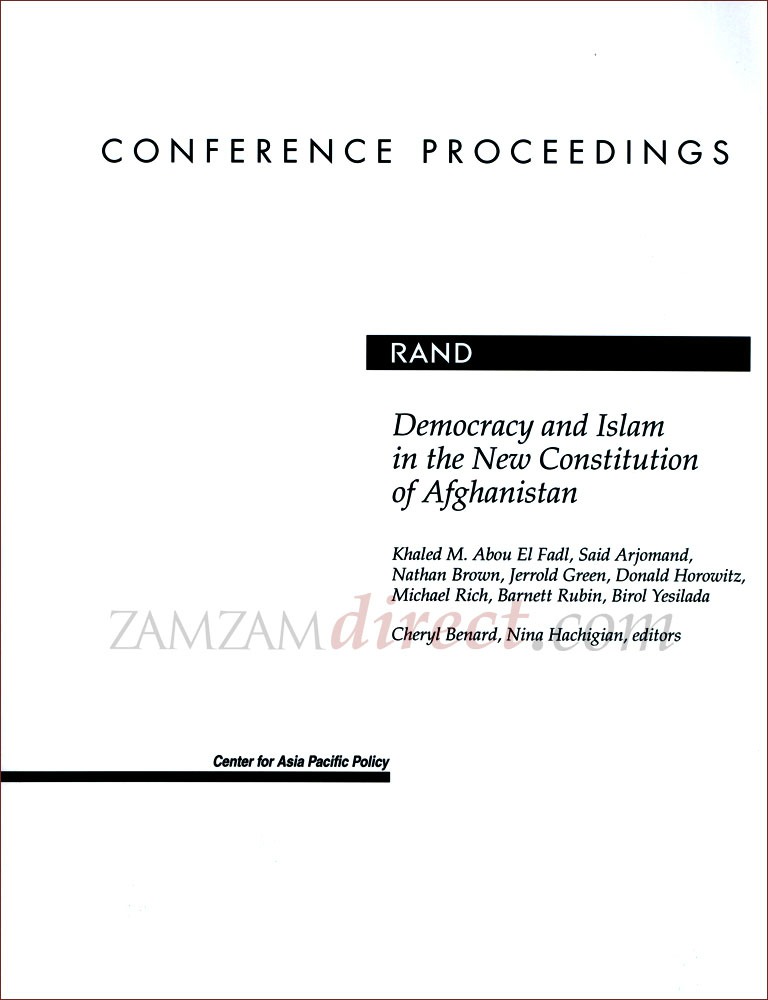 CONFERENCE PROCEEDINGS
RAND
Democracy and Islam
in the New Constitution
of Afghanistan
Khaled M. Abou El Fadl, Said Arjomand,
Nathan Brown, Jerrold Green, Donald Horowitz,
Michael Rich, Barnett Rubin, Birol Yesilada
ZAMZAMdirect.com
Cheryl Benard, Nina Hachigian, editors
Center for Asia Pacific Policy